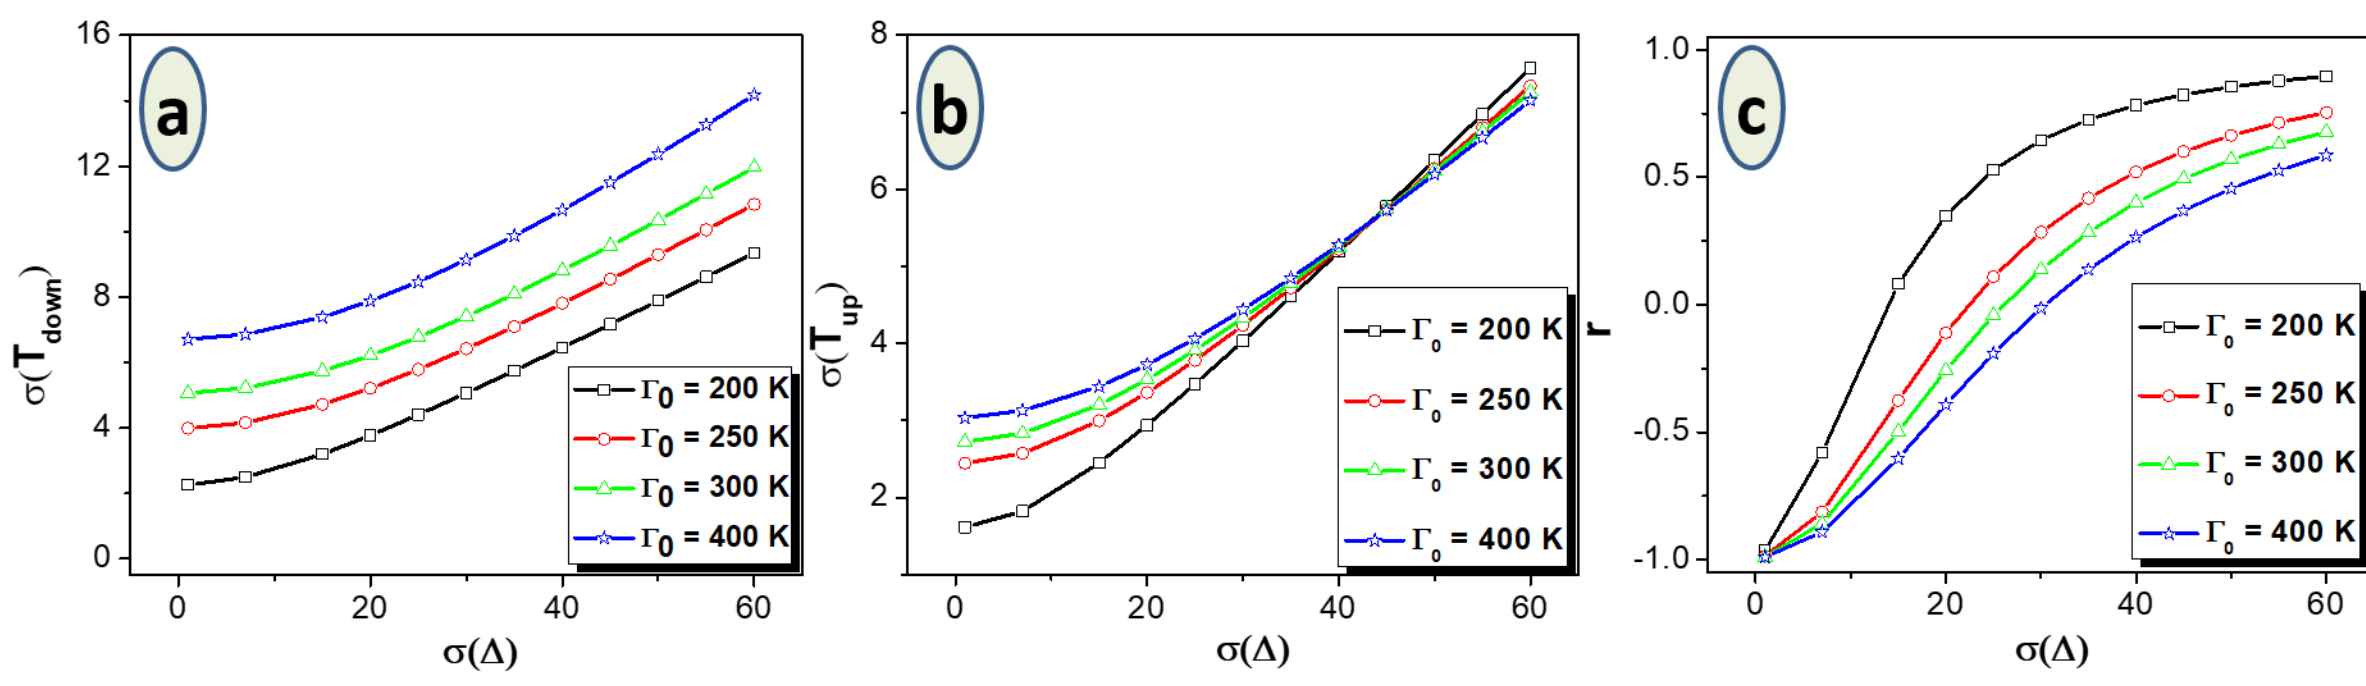 a
16
12
8
4
0
0 20 40 60
σ(T_down)
σ(Δ)
Γ₀ = 200 K
Γ₀ = 250 K
Γ₀ = 300 K
Γ₀ = 400 K
b
8
6
4
2
0 20 40 60
σ(T_up)
σ(Δ)
Γ₀ = 200 K
Γ₀ = 250 K
Γ₀ = 300 K
Γ₀ = 400 K
c
1.0
0.5
0.0
-0.5
-1.0
0 20 40 60
r
σ(Δ)
Γ₀ = 200 K
Γ₀ = 250 K
Γ₀ = 300 K
Γ₀ = 400 K